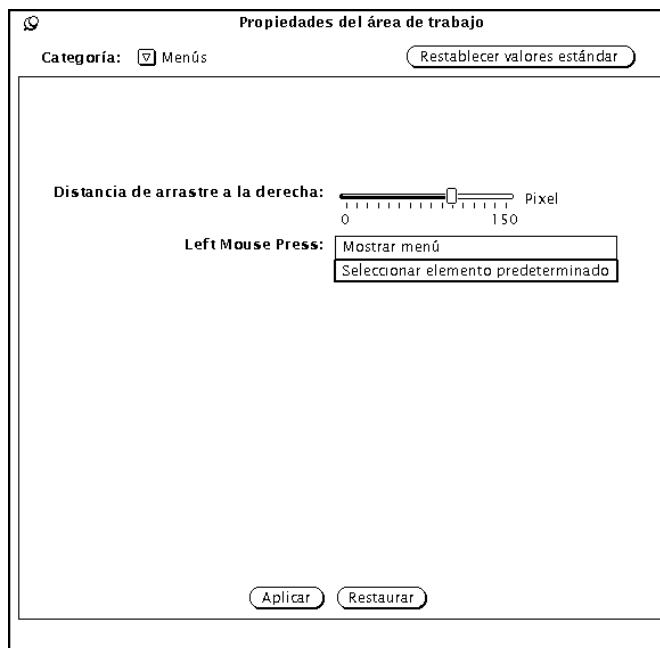 Propiedades del área de trabajo
Categoría: Menús Restablecer valores estándar
Distancia de arrastre a la derecha: Pixel
0 150
Left Mouse Press: Mostrar menú
Seleccionar elemento predeterminado
Aplicar Restaurar